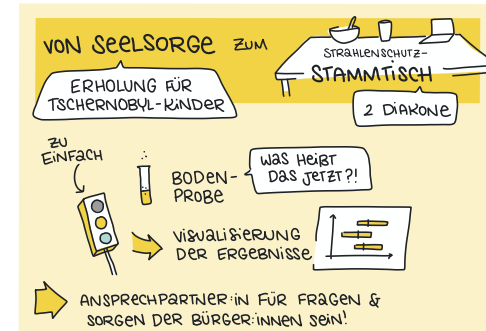 VON SEELSORGE ZUM
STRAHLENSCHUTZ-
STAMMTISCH
ERHOLUNG FÜR
TSCHERNOBYL-KINDER
2 DIAKONE
ZU
EINFACH
BODEN-
PROBE
WAS HEIßT
DAS JETZT?!
VISUALISIERUNG
DER ERGEBNISSE
ANSPRECHPARTNER:IN FÜR FRAGEN &
SORGEN DER BÜRGER:INNEN SEIN!